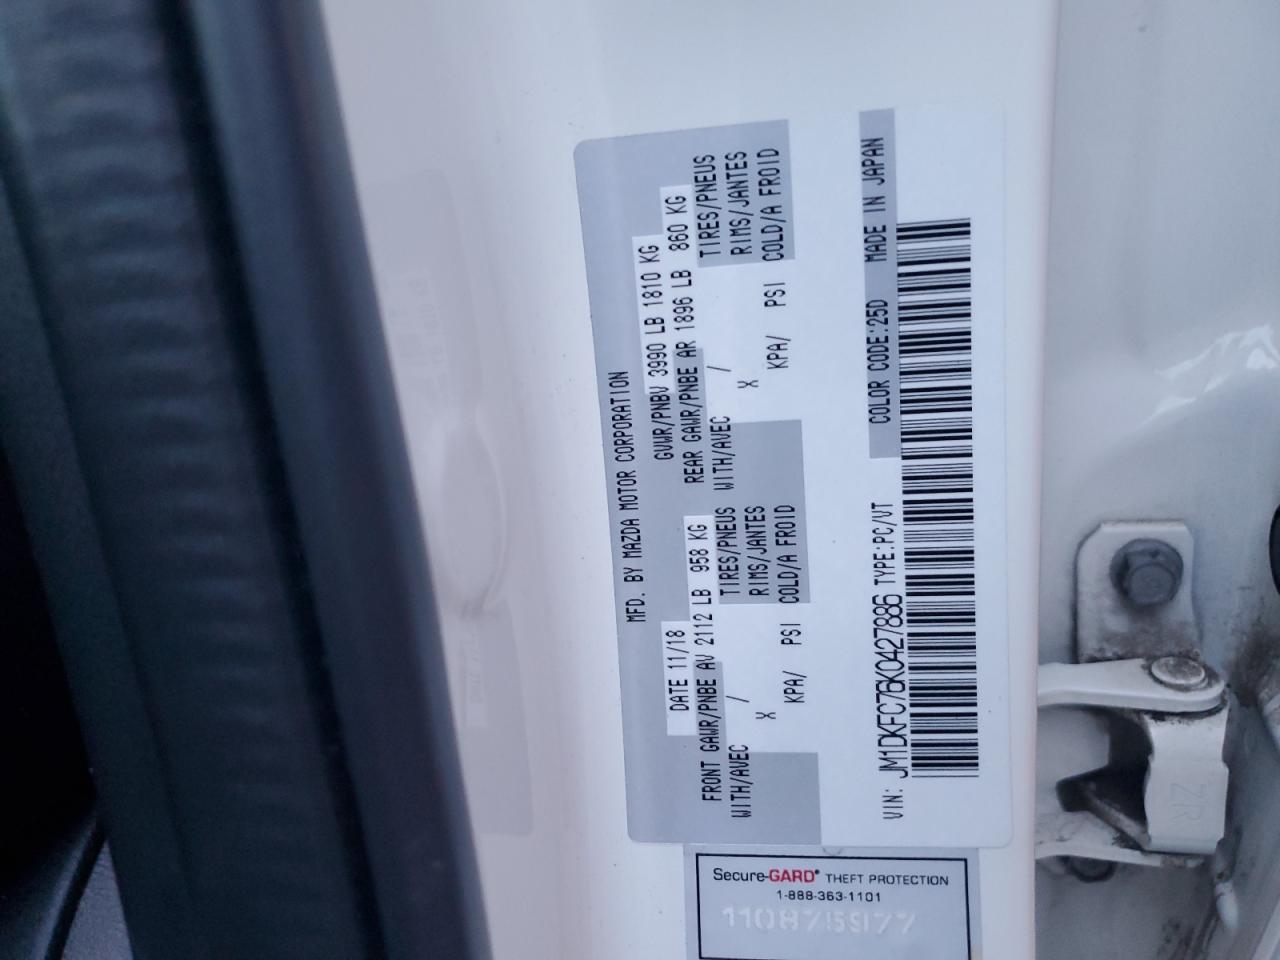 MFD. BY MAZDA MOTOR CORPORATION
DATE 11/18 GVWR/PNBV 3990 LB 1810 KG
FRONT GAWR/PNBE AV 2112 LB 958 KG REAR GAWR/PNBE AR 1896 LB 860 KG
WITH/AVEC / TIRES/PNEUS WITH/AVEC / TIRES/PNEUS
X RIMS/JANTES X RIMS/JANTES
KPA/ PSI COLD/A FROID KPA/ PSI COLD/A FROID
COLOR CODE:25D MADE IN JAPAN
VIN: JM1DKFC76K0427886 TYPE:PC/VT
Secure-GARD® THEFT PROTECTION
1-888-363-1101
110875977
ZR